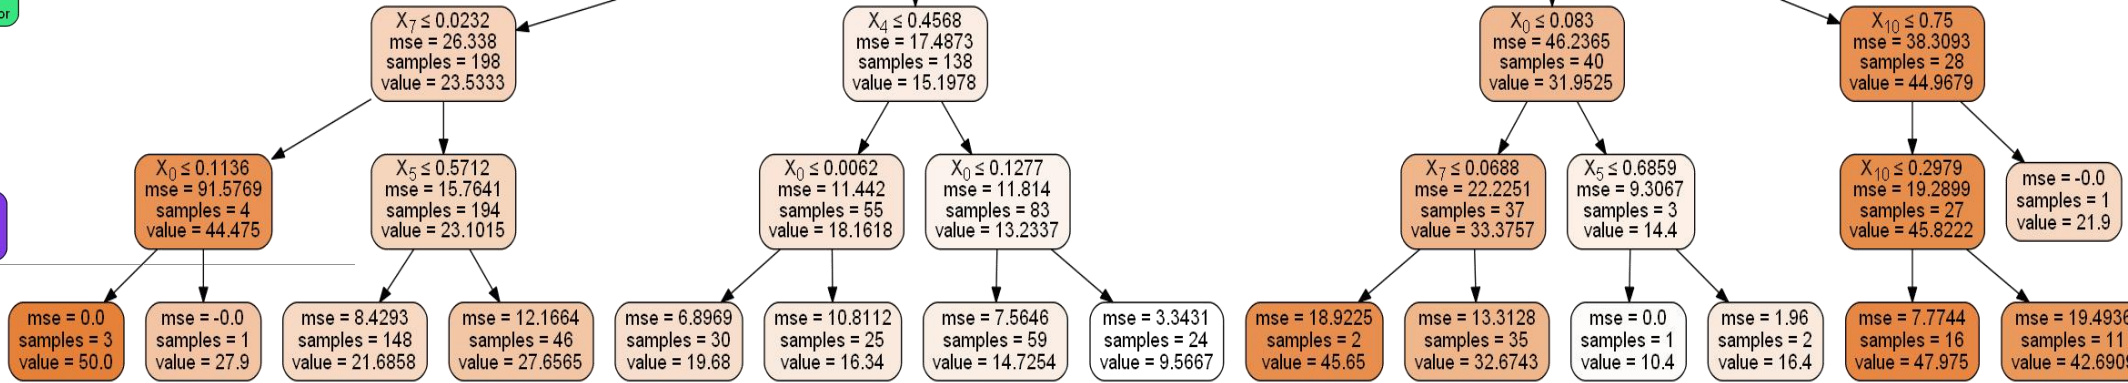 or
X7 ≤ 0.0232
mse = 26.338
samples = 198
value = 23.5333
X4 ≤ 0.4568
mse = 17.4873
samples = 138
value = 15.1978
X0 ≤ 0.083
mse = 46.2365
samples = 40
value = 31.9525
X10 ≤ 0.75
mse = 38.3093
samples = 28
value = 44.9679
X0 ≤ 0.1136
mse = 91.5769
samples = 4
value = 44.475
X5 ≤ 0.5712
mse = 15.7641
samples = 194
value = 23.1015
X0 ≤ 0.0062
mse = 11.442
samples = 55
value = 18.1618
X0 ≤ 0.1277
mse = 11.814
samples = 83
value = 13.2337
X7 ≤ 0.0688
mse = 22.2251
samples = 37
value = 33.3757
X5 ≤ 0.6859
mse = 9.3067
samples = 3
value = 14.4
X10 ≤ 0.2979
mse = 19.2899
samples = 27
value = 45.8222
mse = -0.0
samples = 1
value = 21.9
mse = 0.0
samples = 3
value = 50.0
mse = -0.0
samples = 1
value = 27.9
mse = 8.4293
samples = 148
value = 21.6858
mse = 12.1664
samples = 46
value = 27.6565
mse = 6.8969
samples = 30
value = 19.68
mse = 10.8112
samples = 25
value = 16.34
mse = 7.5646
samples = 59
value = 14.7254
mse = 3.3431
samples = 24
value = 9.5667
mse = 18.9225
samples = 2
value = 45.65
mse = 13.3128
samples = 35
value = 32.6743
mse = 0.0
samples = 1
value = 10.4
mse = 1.96
samples = 2
value = 16.4
mse = 7.7744
samples = 16
value = 47.975
mse = 19.4936
samples = 11
value = 42.690